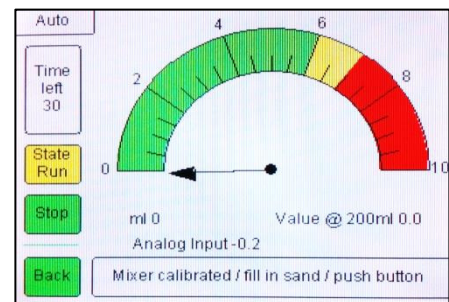 Auto
4
6
Time
left
30
2
8
State
Run
0
10
Stop
ml 0
Value @ 200ml 0.0
Analog Input -0.2
Back
Mixer calibrated / fill in sand / push button